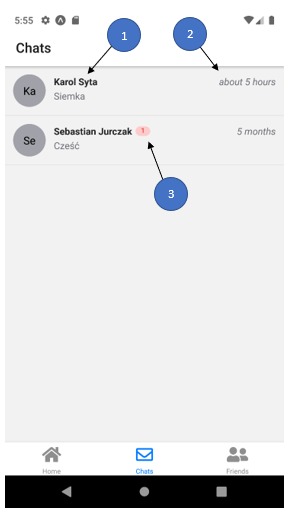 5:55
1
2
Chats
Ka
Karol Syta
about 5 hours
Siemka
Se
Sebastian Jurczak 1
5 months
Cześć
3
Home
Chats
Friends